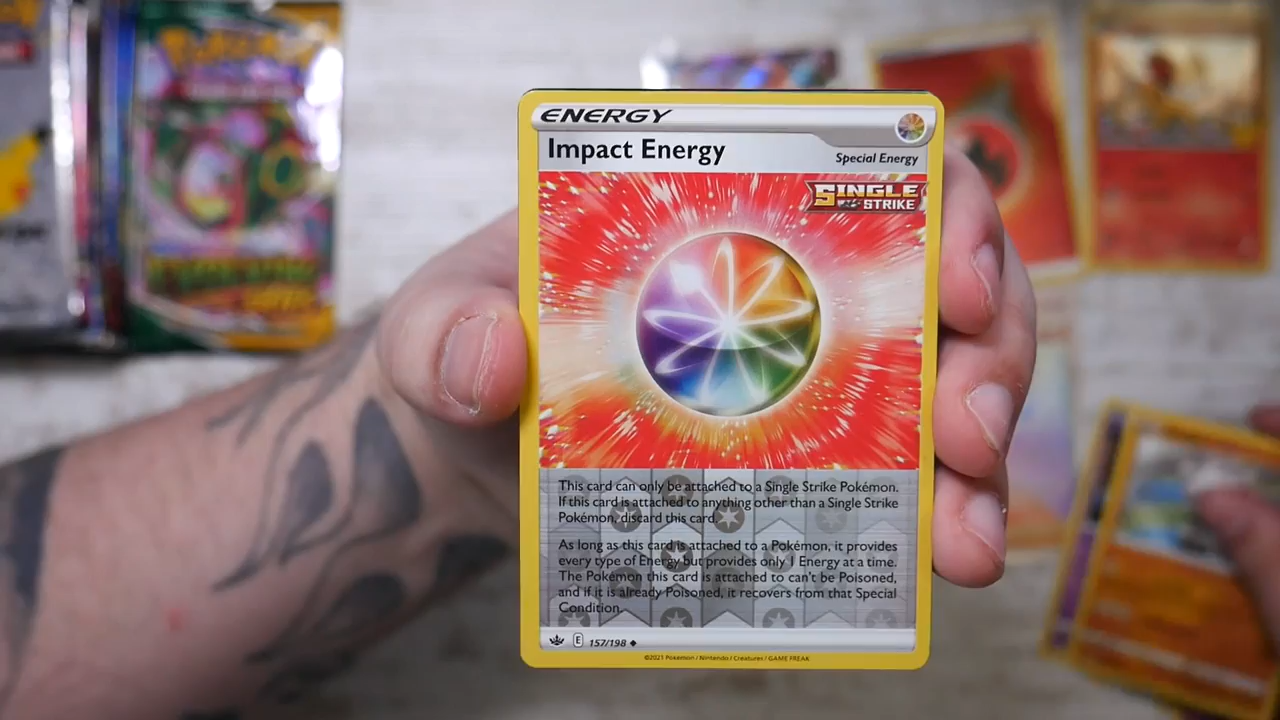 ENERGY
Impact Energy
Special Energy
SINGLE
STRIKE
This card can only be attached to a Single Strike Pokémon.
If this card is attached to anything other than a Single Strike
Pokémon, discard this card.
As long as this card is attached to a Pokémon, it provides
every type of Energy but provides only 1 Energy at a time.
The Pokémon this card is attached to can't be Poisoned,
and if it is already Poisoned, it recovers from that Special
Condition.
E 157/198
©2021 Pokémon / Nintendo / Creatures / GAME FREAK